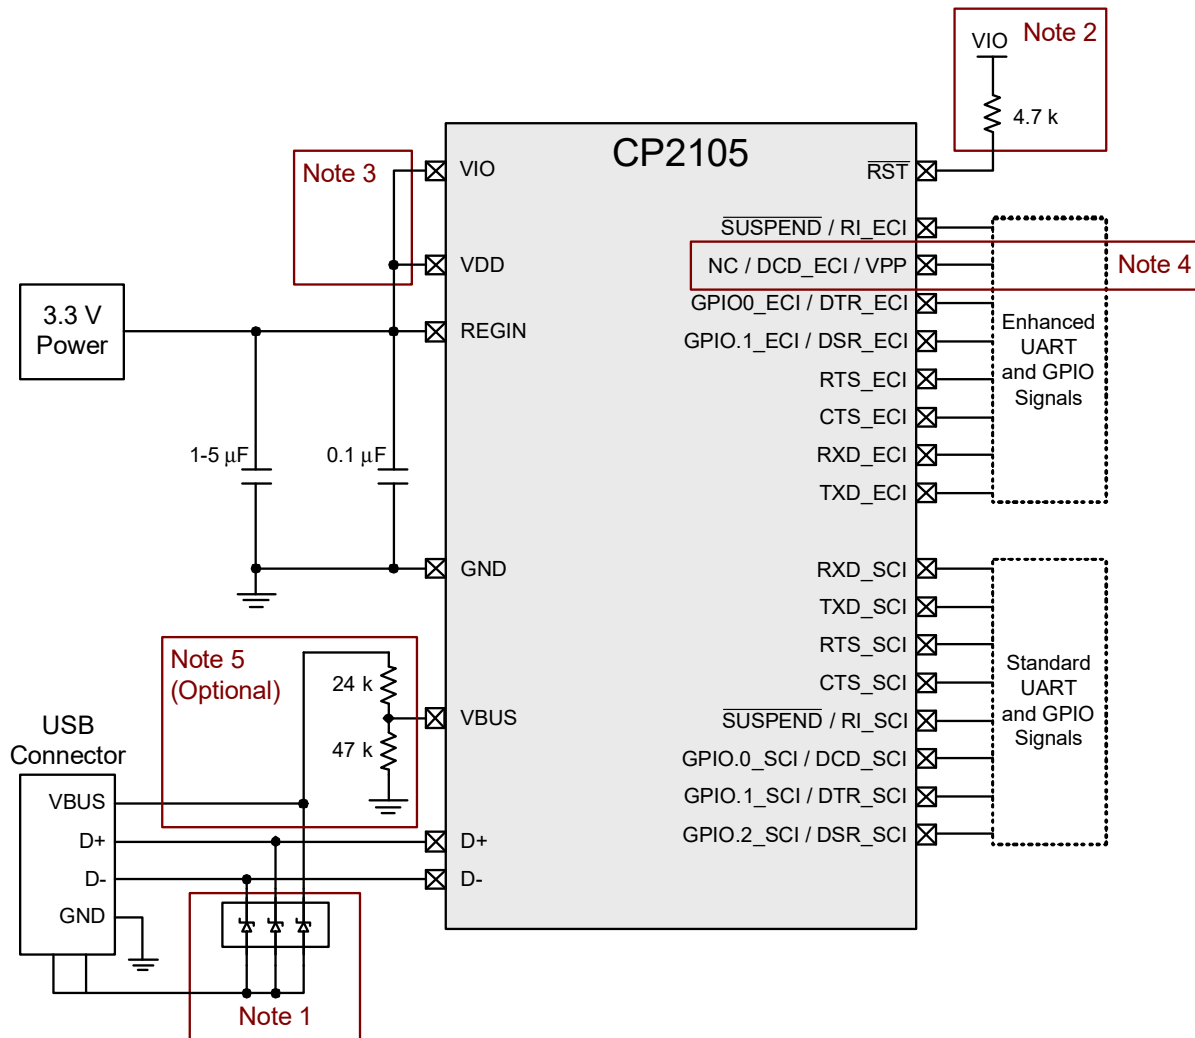 Note 2
VIO
4.7 k
CP2105
Note 3
VIO
RST
SUSPEND / RI_ECI
VDD
NC / DCD_ECI / VPP
Note 4
GPIO0_ECI / DTR_ECI
3.3 V
Power
REGIN
GPIO.1_ECI / DSR_ECI
RTS_ECI
CTS_ECI
RXD_ECI
TXD_ECI
Enhanced
UART
and GPIO
Signals
1-5 μF
0.1 μF
GND
RXD_SCI
TXD_SCI
RTS_SCI
CTS_SCI
SUSPEND / RI_SCI
GPIO.0_SCI / DCD_SCI
GPIO.1_SCI / DTR_SCI
GPIO.2_SCI / DSR_SCI
Standard
UART
and GPIO
Signals
Note 5
(Optional)
24 k
47 k
VBUS
USB
Connector
VBUS
D+
D-
GND
D+
D-
Note 1